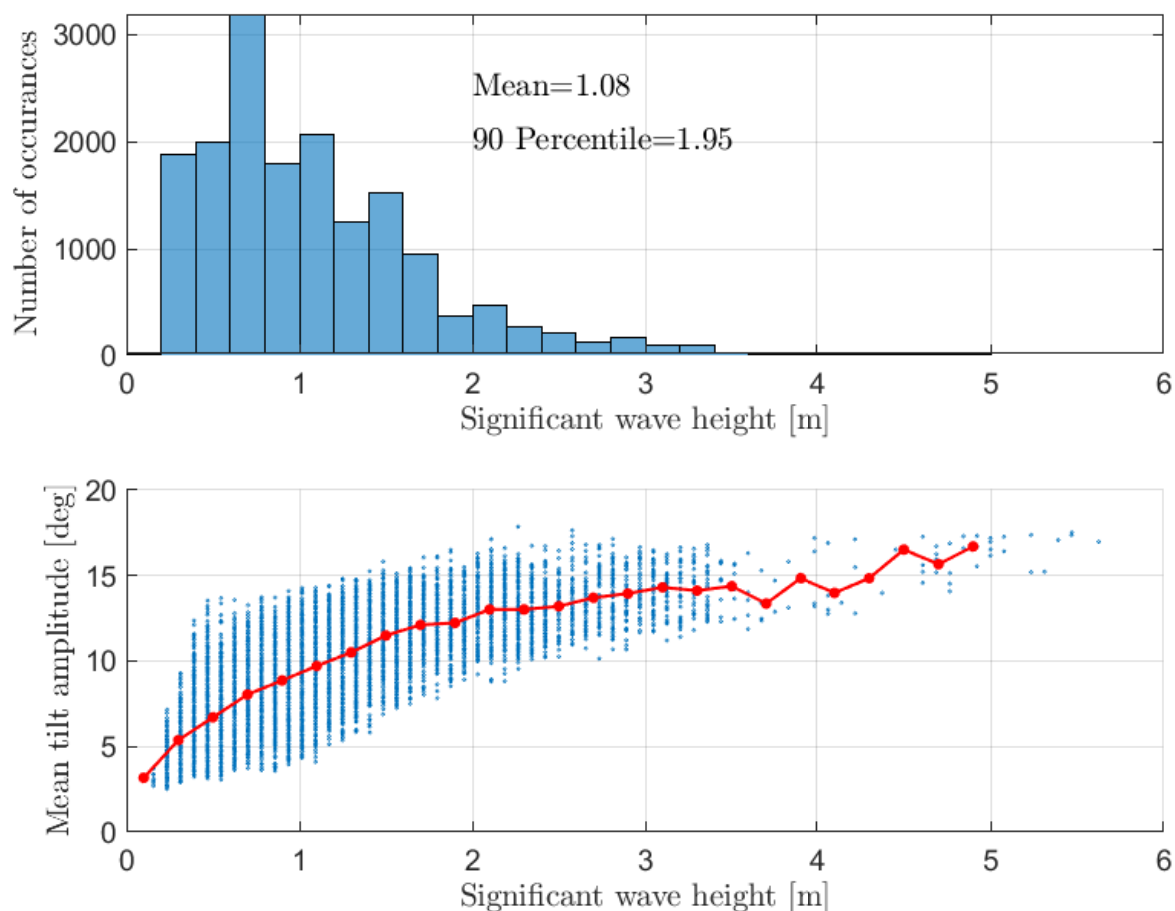 Number of occurances
3000
2000
1000
0
Mean=1.08
90 Percentile=1.95
0 1 2 3 4 5 6
Significant wave height [m]
Mean tilt amplitude [deg]
20
15
10
5
0
0 1 2 3 4 5 6
Significant wave height [m]